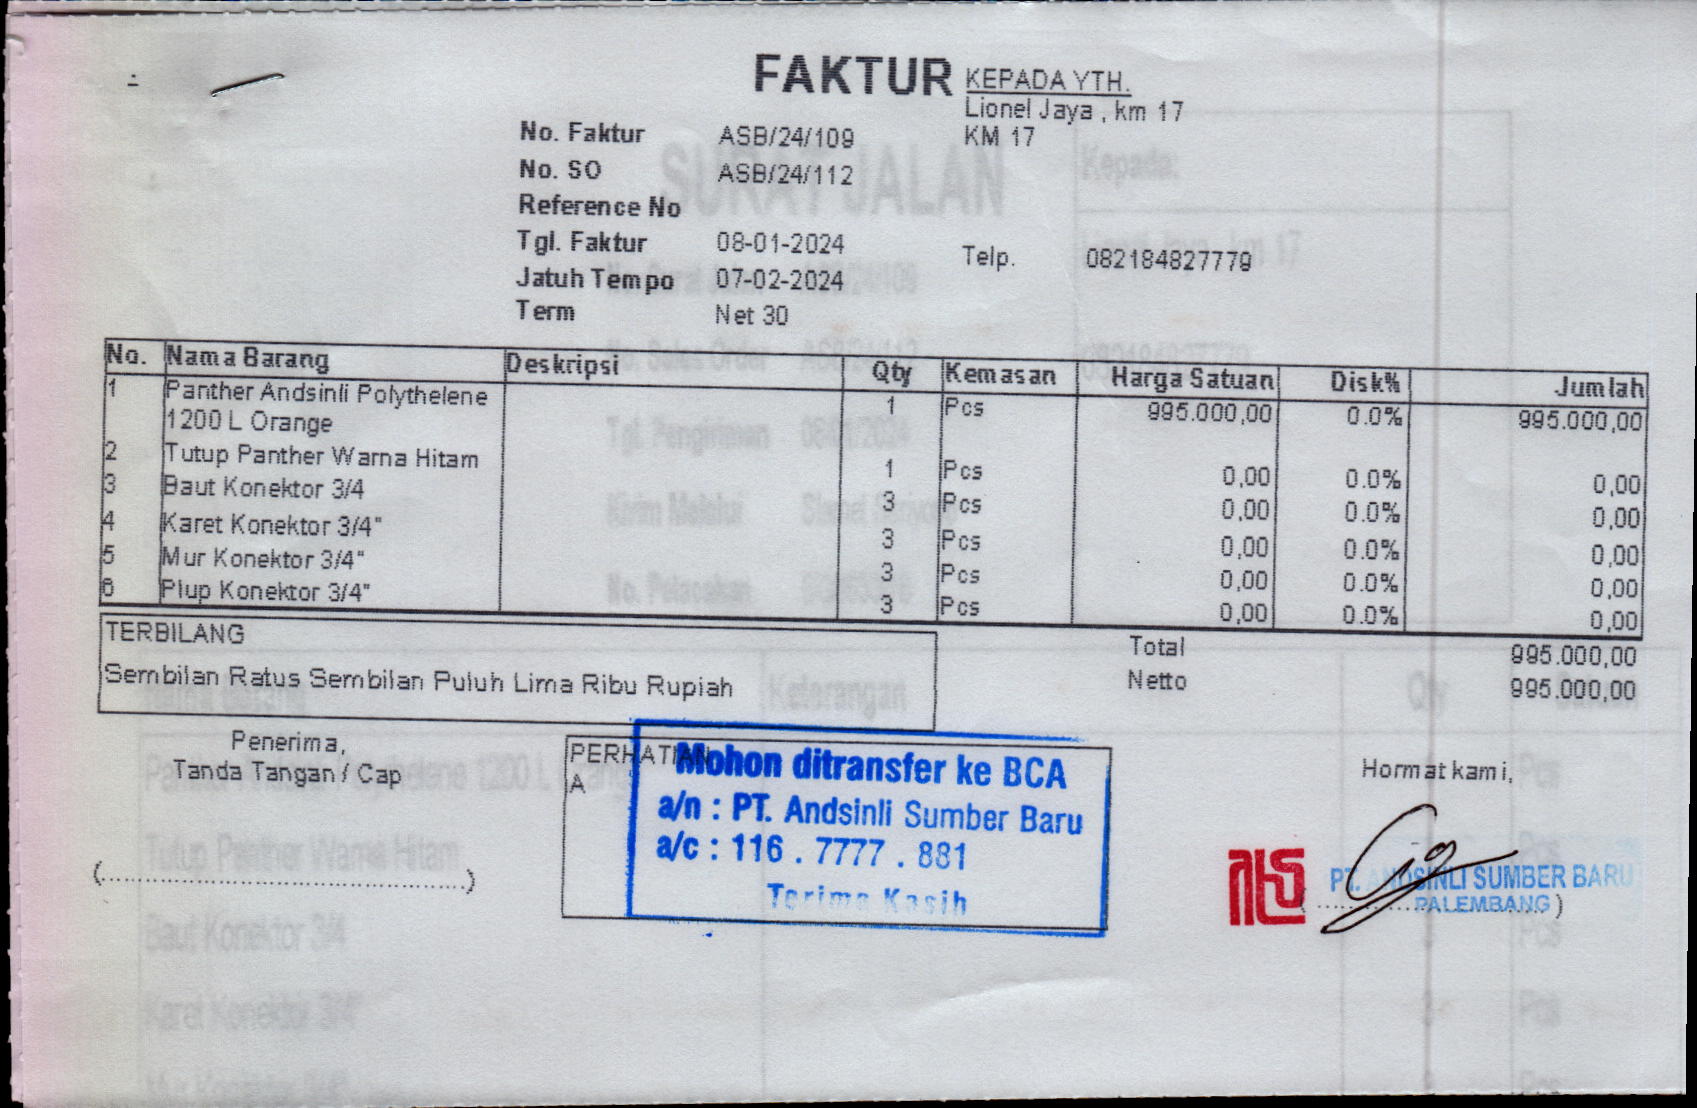 FAKTUR
KEPADA YTH.
Lionel Jaya , km 17
KM 17
No. Faktur ASB/24/109
No. SO ASB/24/112
Reference No
Tgl. Faktur 08-01-2024
Telp. 082184827779
Jatuh Tempo 07-02-2024
Term Net 30
No. Nama Barang Deskripsi Qty Kemasan Harga Satuan Disk% Jumlah
1 Panther Andsinli Polythelene 1 Pcs 995.000,00 0.0% 995.000,00
1200 L Orange
2 Tutup Panther Warna Hitam 1 Pcs 0,00 0.0% 0,00
3 Baut Konektor 3/4 3 Pcs 0,00 0.0% 0,00
4 Karet Konektor 3/4" 3 Pcs 0,00 0.0% 0,00
5 Mur Konektor 3/4" 3 Pcs 0,00 0.0% 0,00
6 Plup Konektor 3/4" 3 Pcs 0,00 0.0% 0,00
TERBILANG
Sembilan Ratus Sembilan Puluh Lima Ribu Rupiah
Total 995.000,00
Netto 995.000,00
Penerima,
Tanda Tangan / Cap
(...........................................)
PERHATIAN
A
Mohon ditransfer ke BCA
a/n : PT. Andsinli Sumber Baru
a/c : 116 . 7777 . 881
Terima Kasih
Hormat kami,
PT. ANDSINLI SUMBER BARU
PALEMBANG